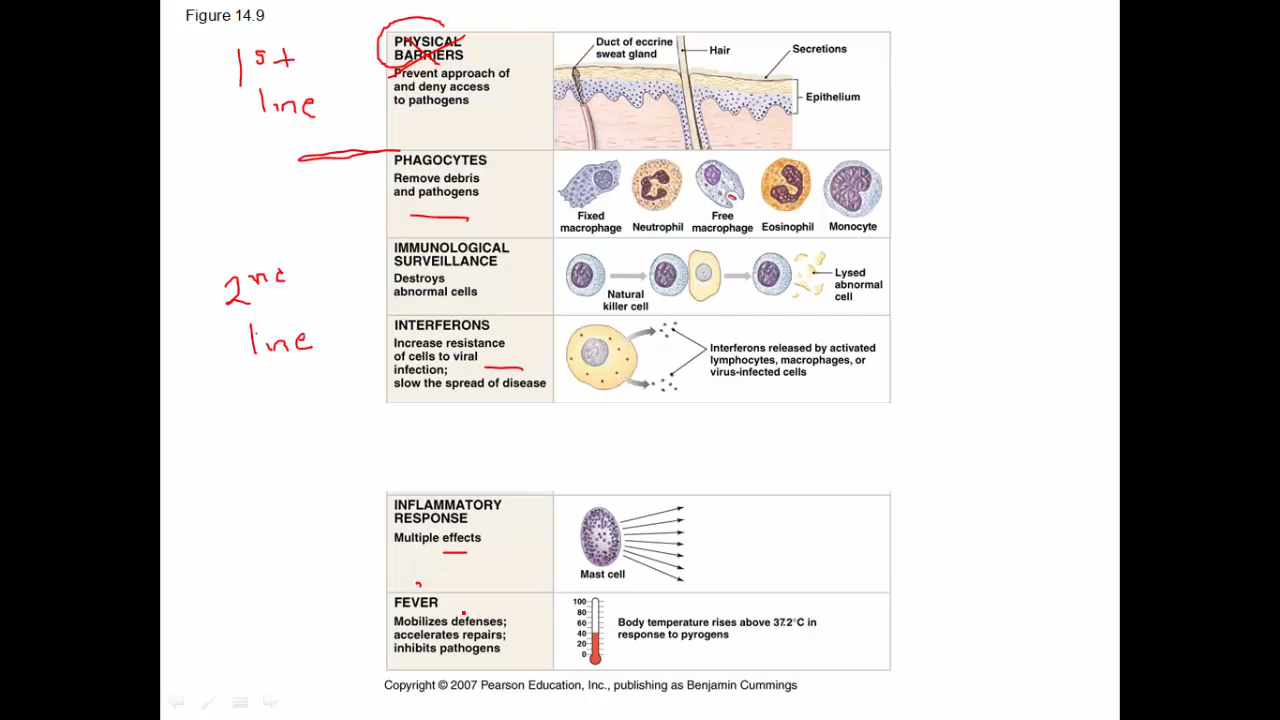 Figure 14.9
1st
line
PHYSICAL
BARRIERS
Prevent approach of
and deny access
to pathogens
Duct of eccrine
sweat gland
Hair
Secretions
Epithelium
PHAGOCYTES
Remove debris
and pathogens
Fixed
macrophage
Neutrophil
Free
macrophage
Eosinophil
Monocyte
2nd
line
IMMUNOLOGICAL
SURVEILLANCE
Destroys
abnormal cells
Natural
killer cell
Lysed
abnormal
cell
INTERFERONS
Increase resistance
of cells to viral
infection;
slow the spread of disease
Interferons released by activated
lymphocytes, macrophages, or
virus-infected cells
INFLAMMATORY
RESPONSE
Multiple effects
Mast cell
FEVER
Mobilizes defenses;
accelerates repairs;
inhibits pathogens
100
80
60
40
20
0
Body temperature rises above 37.2°C in
response to pyrogens
Copyright © 2007 Pearson Education, Inc., publishing as Benjamin Cummings